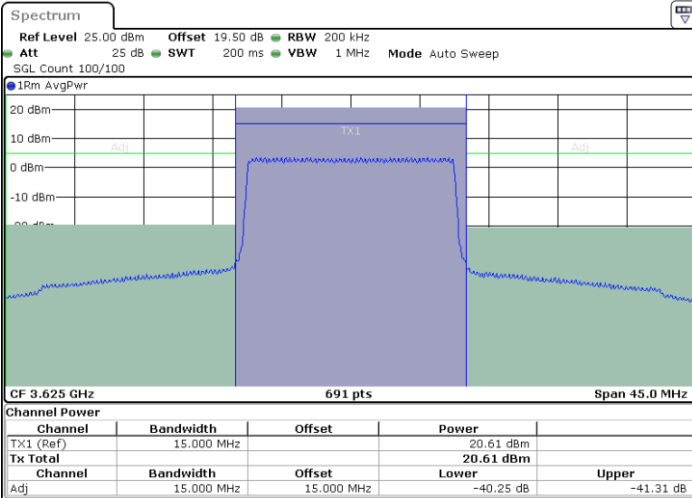 Spectrum
Ref Level 25.00 dBm Offset 19.50 dB RBW 200 kHz
Att 25 dB SWT 200 ms VBW 1 MHz Mode Auto Sweep
SGL Count 100/100
1Rm AvgPwr
20 dBm
TX1
10 dBm
Adj Adj
0 dBm
-10 dBm
-20 dBm
CF 3.625 GHz 691 pts Span 45.0 MHz
Channel Power
Channel Bandwidth Offset Power
TX1 (Ref) 15.000 MHz 20.61 dBm
Tx Total 20.61 dBm
Channel Bandwidth Offset Lower Upper
Adj 15.000 MHz 15.000 MHz -40.25 dB -41.31 dB